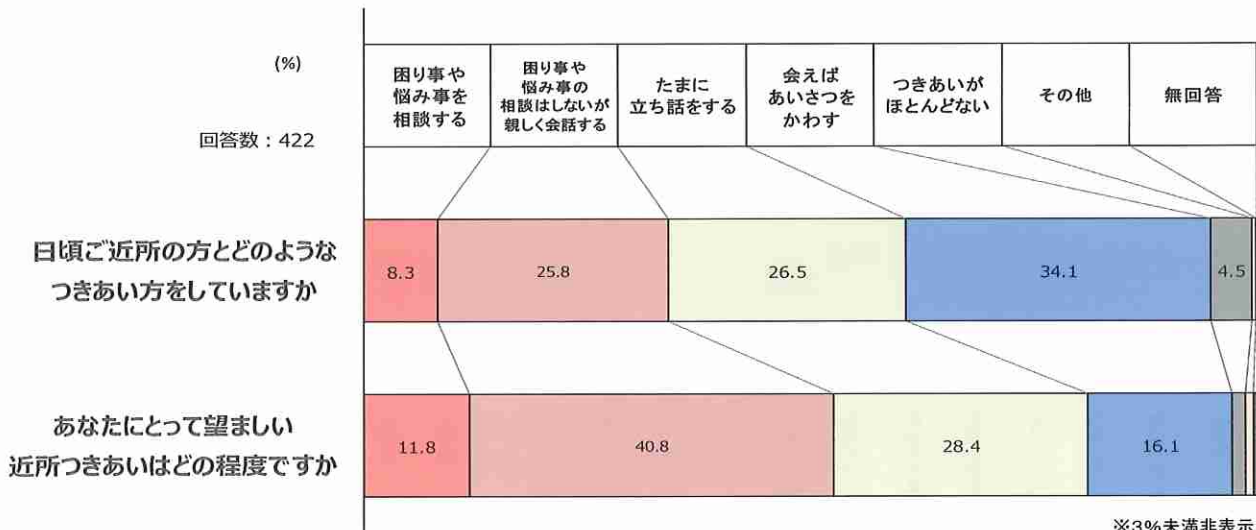 (%)
回答数：422
困り事や
悩み事を
相談する
困り事や
悩み事の
相談はしないが
親しく会話する
たまに
立ち話をする
会えば
あいさつを
かわす
つきあいが
ほとんどない
その他
無回答
日頃ご近所の方とどのような
つきあい方をしていますか
8.3
25.8
26.5
34.1
4.5
あなたにとって望ましい
近所つきあいはどの程度ですか
11.8
40.8
28.4
16.1
※3%未満非表示